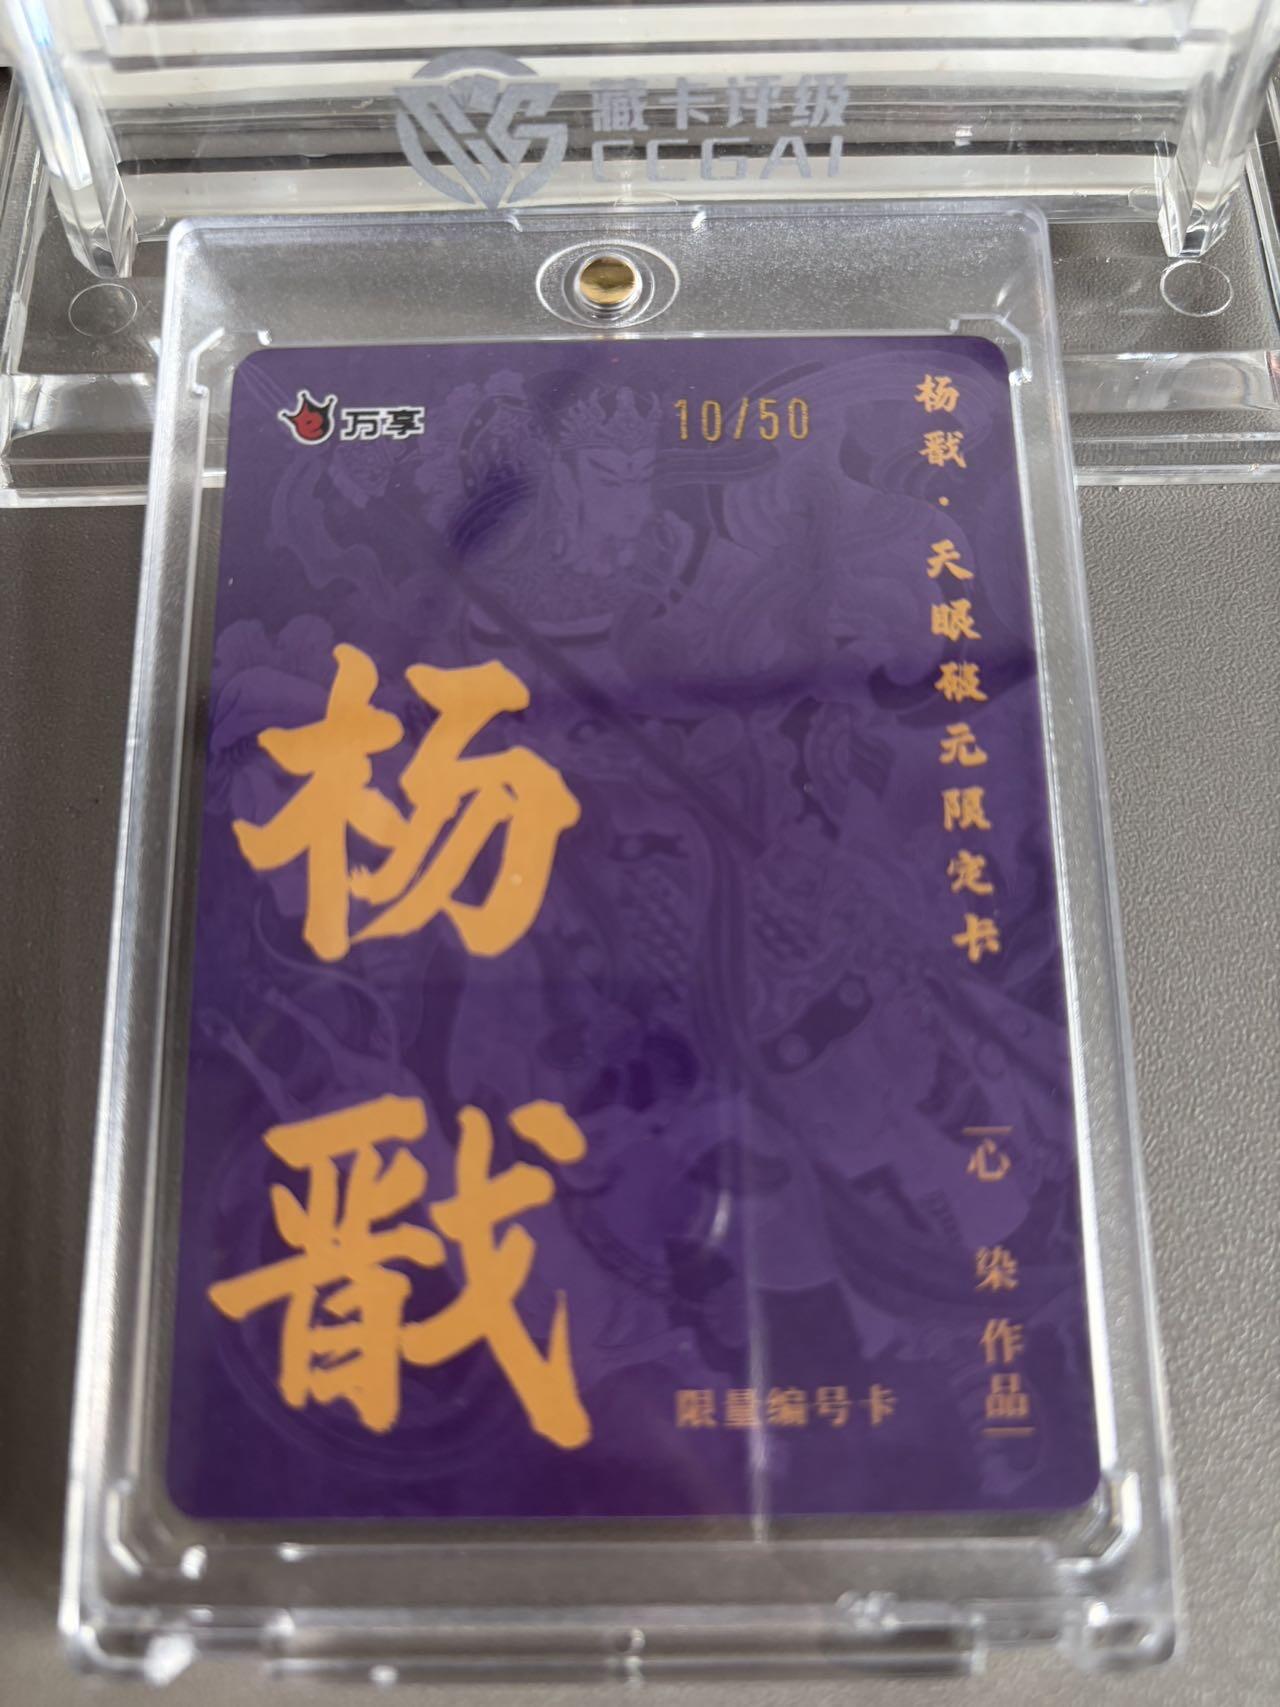 藏卡评级
CCGAI
万享
10/50
杨戬·天眼破元限定卡
杨戬
心染作品
限量编号卡